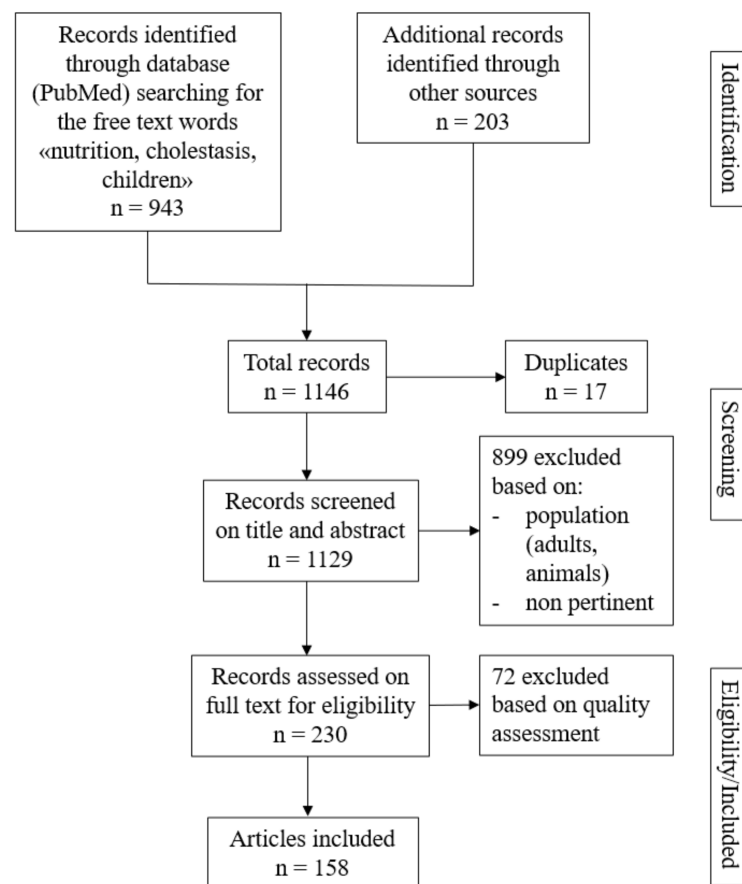 Records identified
through database
(PubMed) searching for
the free text words
«nutrition, cholestasis,
children»
n = 943
Additional records
identified through
other sources
n = 203
Identification
Total records
n = 1146
Duplicates
n = 17
Screening
Records screened
on title and abstract
n = 1129
899 excluded
based on:
- population
(adults,
animals)
- non pertinent
Records assessed on
full text for eligibility
n = 230
72 excluded
based on quality
assessment
Eligibility/Included
Articles included
n = 158